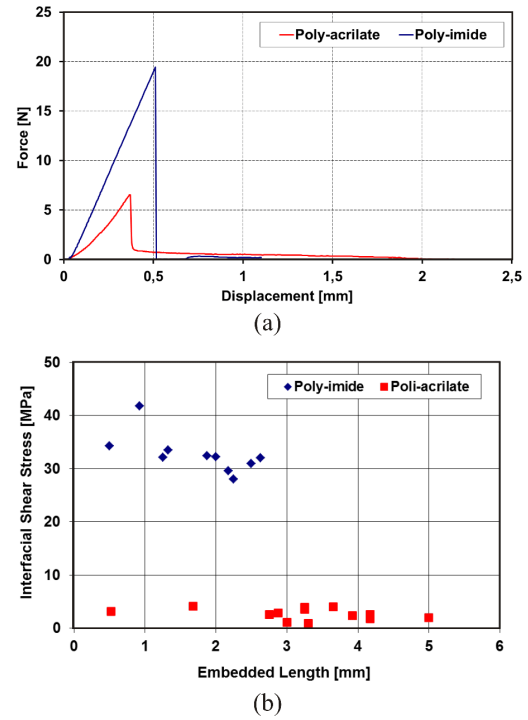 (a)
Poly-acrilate Poly-imide
Force [N]
25
20
15
10
5
0
0 0,5 1 1,5 2 2,5
Displacement [mm]
(a)
Poly-imide Poli-acrilate
Interfacial Shear Stress [MPa]
50
40
30
20
10
0
0 1 2 3 4 5 6
Embedded Length [mm]
(b)